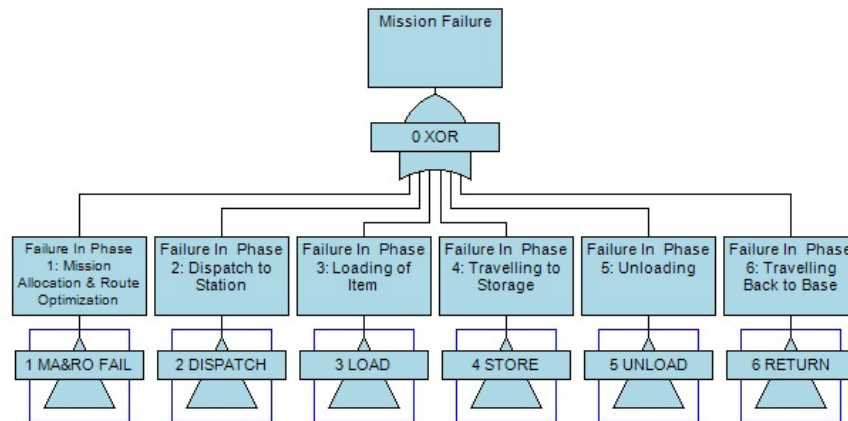 Mission Failure
0 XOR
Failure In Phase
1: Mission
Allocation & Route
Optimization
Failure In Phase
2: Dispatch to
Station
Failure In Phase
3: Loading of
Item
Failure In Phase
4: Travelling to
Storage
Failure In Phase
5: Unloading
Failure In Phase
6: Travelling
Back to Base
1 MA&RO FAIL
2 DISPATCH
3 LOAD
4 STORE
5 UNLOAD
6 RETURN